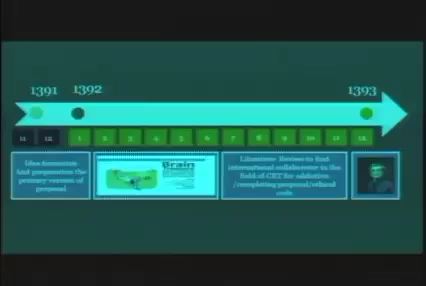 1391 1392 1393
11 12 1 2 3 4 5 6 7 8 9 10 11 12
Idea formation
and preparation the
primary version of
proposal
Brain
Literature Review to find
international collaborator in the
field of CET for addiction
/completing proposal/ethical
code